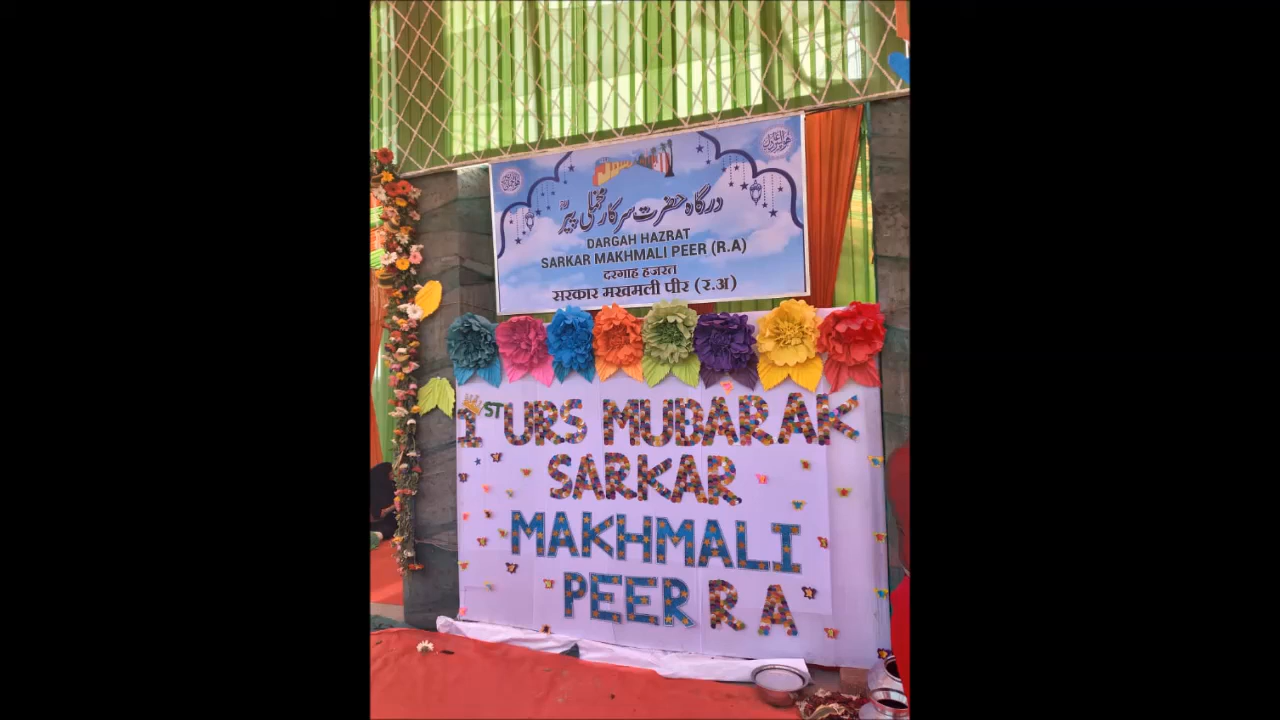 درگاہ حضرت سرکار مخملی پیرؒ
DARGAH HAZRAT
SARKAR MAKHMALI PEER (R.A)
दरगाह हजरत
सरकार मखमली पीर (र.अ)
1ST URS MUBARAK
SARKAR
MAKHMALI
PEER R A